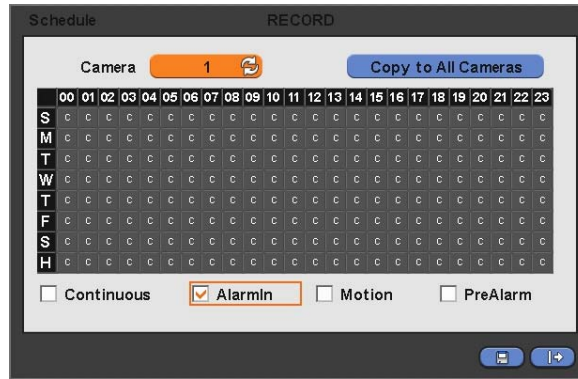 Schedule RECORD
Camera 1 Copy to All Cameras
00 01 02 03 04 05 06 07 08 09 10 11 12 13 14 15 16 17 18 19 20 21 22 23
S C C C C C C C C C C C C C C C C C C C C C C C C
M C C C C C C C C C C C C C C C C C C C C C C C C
T C C C C C C C C C C C C C C C C C C C C C C C C
W C C C C C C C C C C C C C C C C C C C C C C C C
T C C C C C C C C C C C C C C C C C C C C C C C C
F C C C C C C C C C C C C C C C C C C C C C C C C
S C C C C C C C C C C C C C C C C C C C C C C C C
H C C C C C C C C C C C C C C C C C C C C C C C C
Continuous AlarmIn Motion PreAlarm